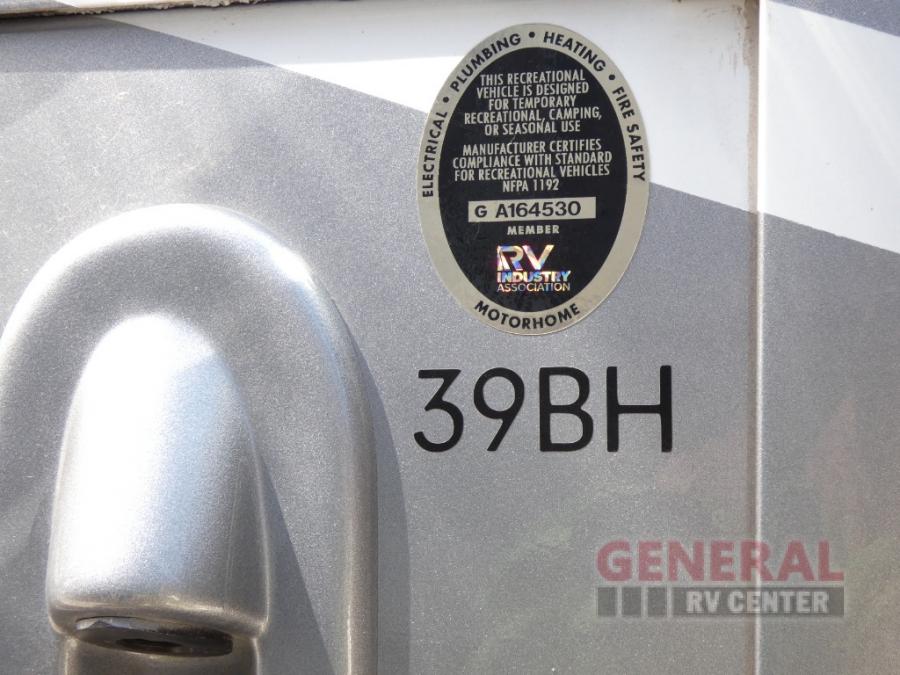 ELECTRICAL • PLUMBING • HEATING • FIRE SAFETY
THIS RECREATIONAL
VEHICLE IS DESIGNED
FOR TEMPORARY
RECREATIONAL, CAMPING,
OR SEASONAL USE
MANUFACTURER CERTIFIES
COMPLIANCE WITH STANDARD
FOR RECREATIONAL VEHICLES
NFPA 1192
G A164530
MEMBER
RV
INDUSTRY
ASSOCIATION
MOTORHOME
39BH
GENERAL
RV CENTER